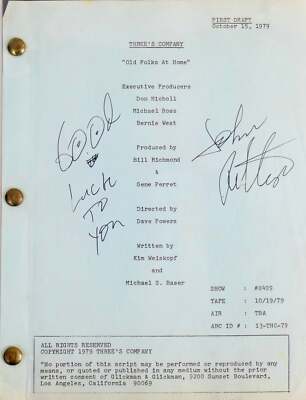 FIRST DRAFT
October 15, 1979
THREE'S COMPANY
"Old Folks At Home"
Executive Producers
Don Nicholl
Michael Ross
Bernie West
Produced by
Bill Richmond
&
Gene Perret
Directed by
Dave Powers
Written by
Kim Weiskopf
and
Michael S. Baser
GOOD
LUCK
TO
YOU
John
Ritter
SHOW : #0405
TAPE : 10/19/79
AIR : TBA
ABC ID # : 13-THC-79
ALL RIGHTS RESERVED
COPYRIGHT 1979 THREE'S COMPANY
"No portion of this script may be performed or reproduced by any
means, or quoted or published in any medium without the prior
written consent of Glickman & Glickman, 9200 Sunset Boulevard,
Los Angeles, California 90069